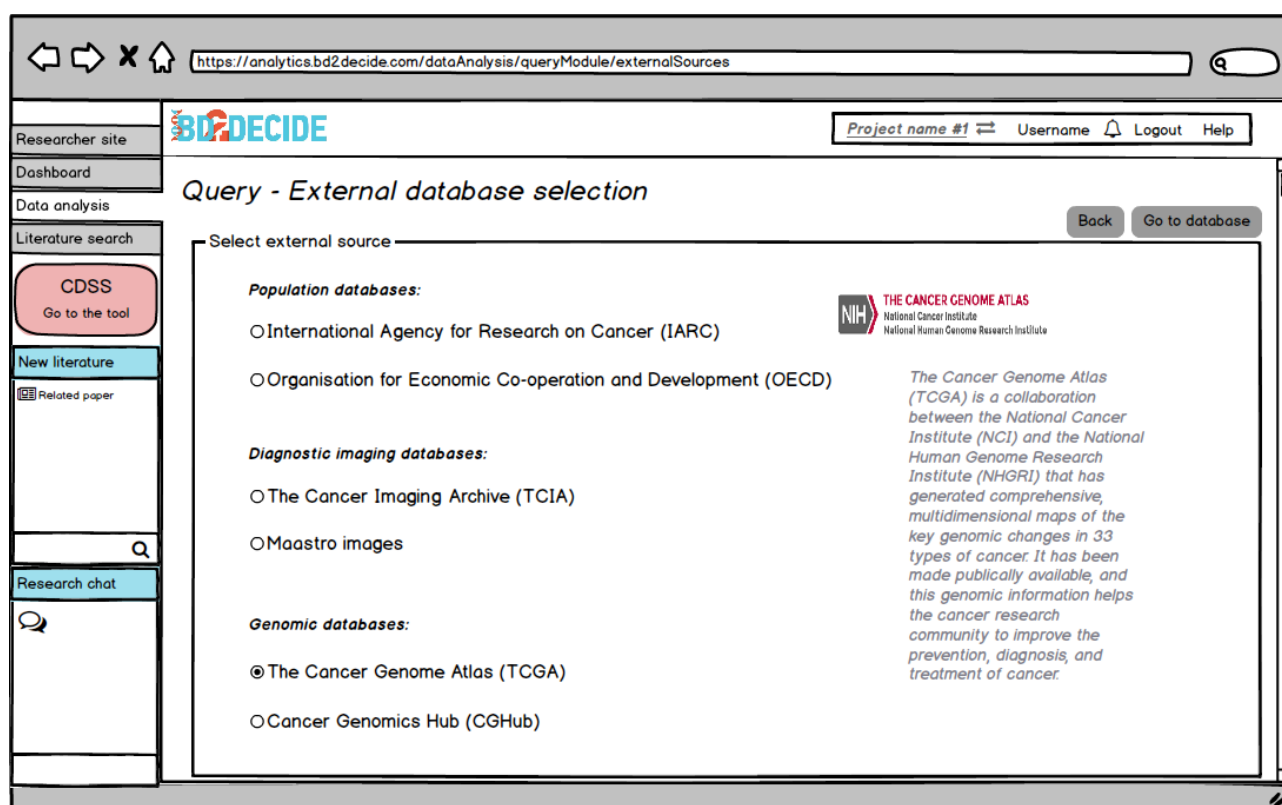 https://analytics.bd2decide.com/dataAnalysis/queryModule/externalSources
Researcher site
Dashboard
Data analysis
Literature search
CDSS
Go to the tool
New literature
Related paper
Research chat
BD2DECIDE
Project name #1
Username
Logout
Help
Query - External database selection
Back
Go to database
Select external source
Population databases:
International Agency for Research on Cancer (IARC)
Organisation for Economic Co-operation and Development (OECD)
Diagnostic imaging databases:
The Cancer Imaging Archive (TCIA)
Maastro images
Genomic databases:
The Cancer Genome Atlas (TCGA)
Cancer Genomics Hub (CGHub)
NIH
THE CANCER GENOME ATLAS
National Cancer Institute
National Human Genome Research Institute
The Cancer Genome Atlas
(TCGA) is a collaboration
between the National Cancer
Institute (NCI) and the National
Human Genome Research
Institute (NHGRI) that has
generated comprehensive,
multidimensional maps of the
key genomic changes in 33
types of cancer. It has been
made publically available, and
this genomic information helps
the cancer research
community to improve the
prevention, diagnosis, and
treatment of cancer.